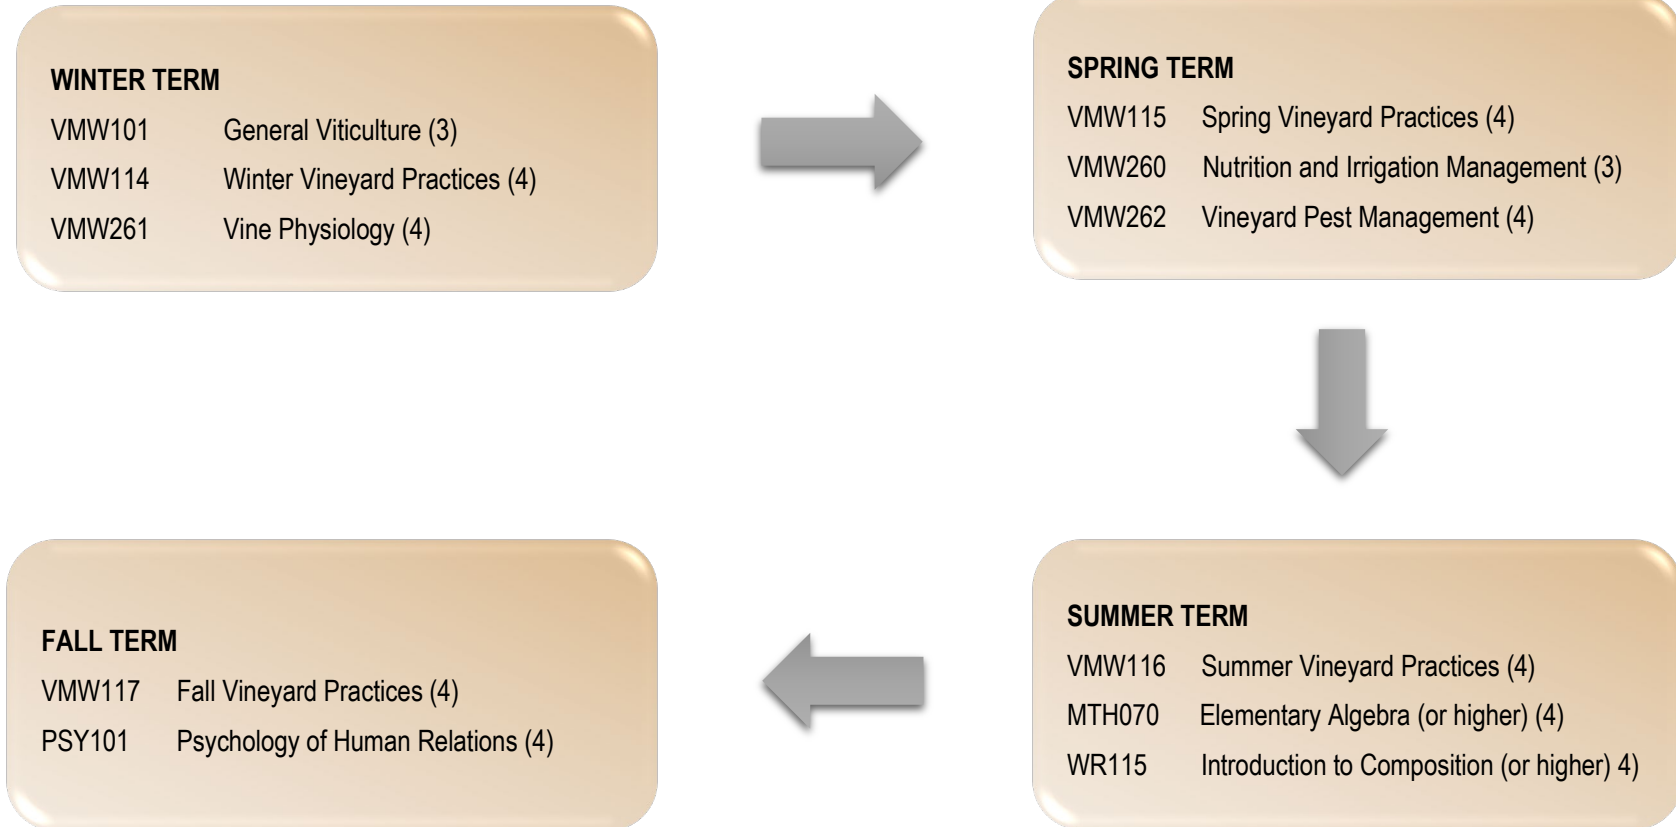 WINTER TERM
VMW101 General Viticulture (3)
VMW114 Winter Vineyard Practices (4)
VMW261 Vine Physiology (4)
SPRING TERM
VMW115 Spring Vineyard Practices (4)
VMW260 Nutrition and Irrigation Management (3)
VMW262 Vineyard Pest Management (4)
SUMMER TERM
VMW116 Summer Vineyard Practices (4)
MTH070 Elementary Algebra (or higher) (4)
WR115 Introduction to Composition (or higher) 4)
FALL TERM
VMW117 Fall Vineyard Practices (4)
PSY101 Psychology of Human Relations (4)